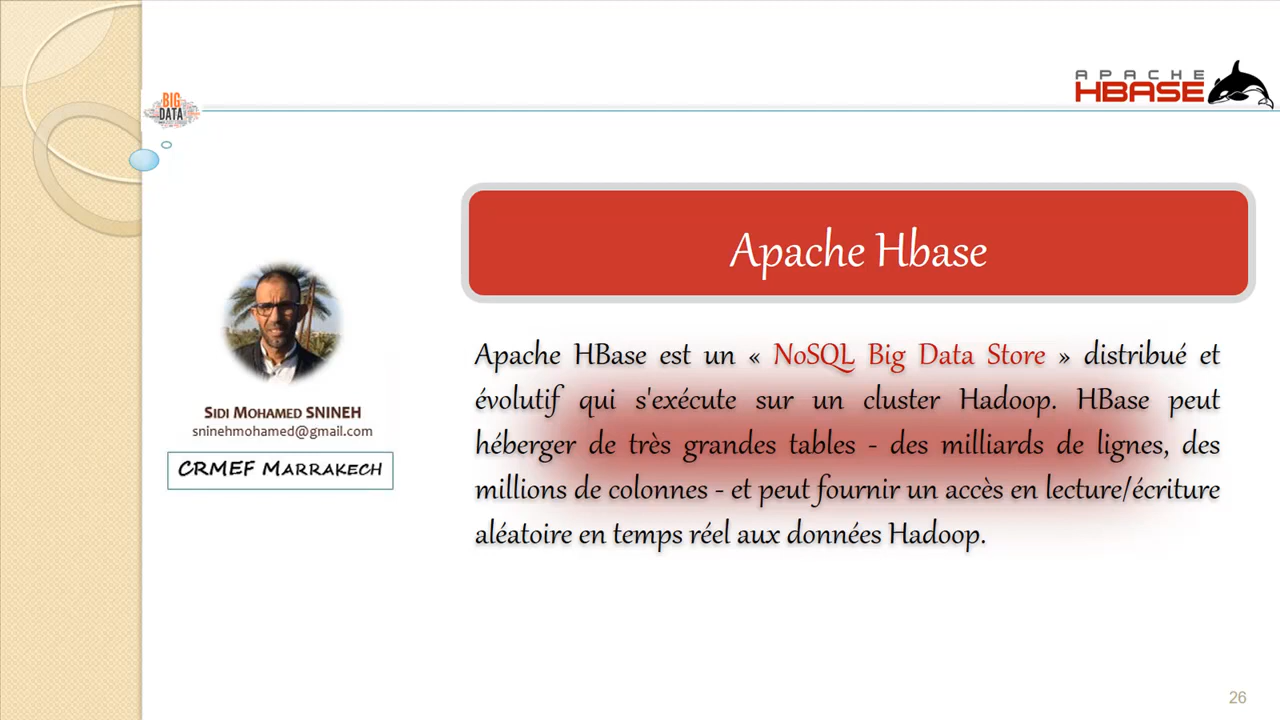 APACHE
HBASE
BIG
DATA
Apache Hbase
Apache HBase est un « NoSQL Big Data Store » distribué et
évolutif qui s'exécute sur un cluster Hadoop. HBase peut
héberger de très grandes tables - des milliards de lignes, des
millions de colonnes - et peut fournir un accès en lecture/écriture
aléatoire en temps réel aux données Hadoop.
SIDI MOHAMED SNINEH
sninehmohamed@gmail.com
CRMEF MARRAKECH
26